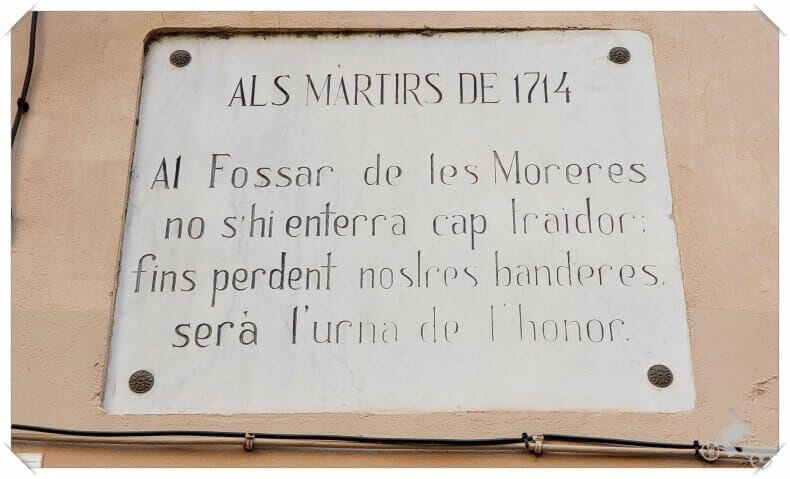 ALS MÀRTIRS DE 1714
Al Fossar de les Moreres
no s'hi enterra cap traïdor:
fins perdent nostres banderes,
serà l'urna de l'honor.